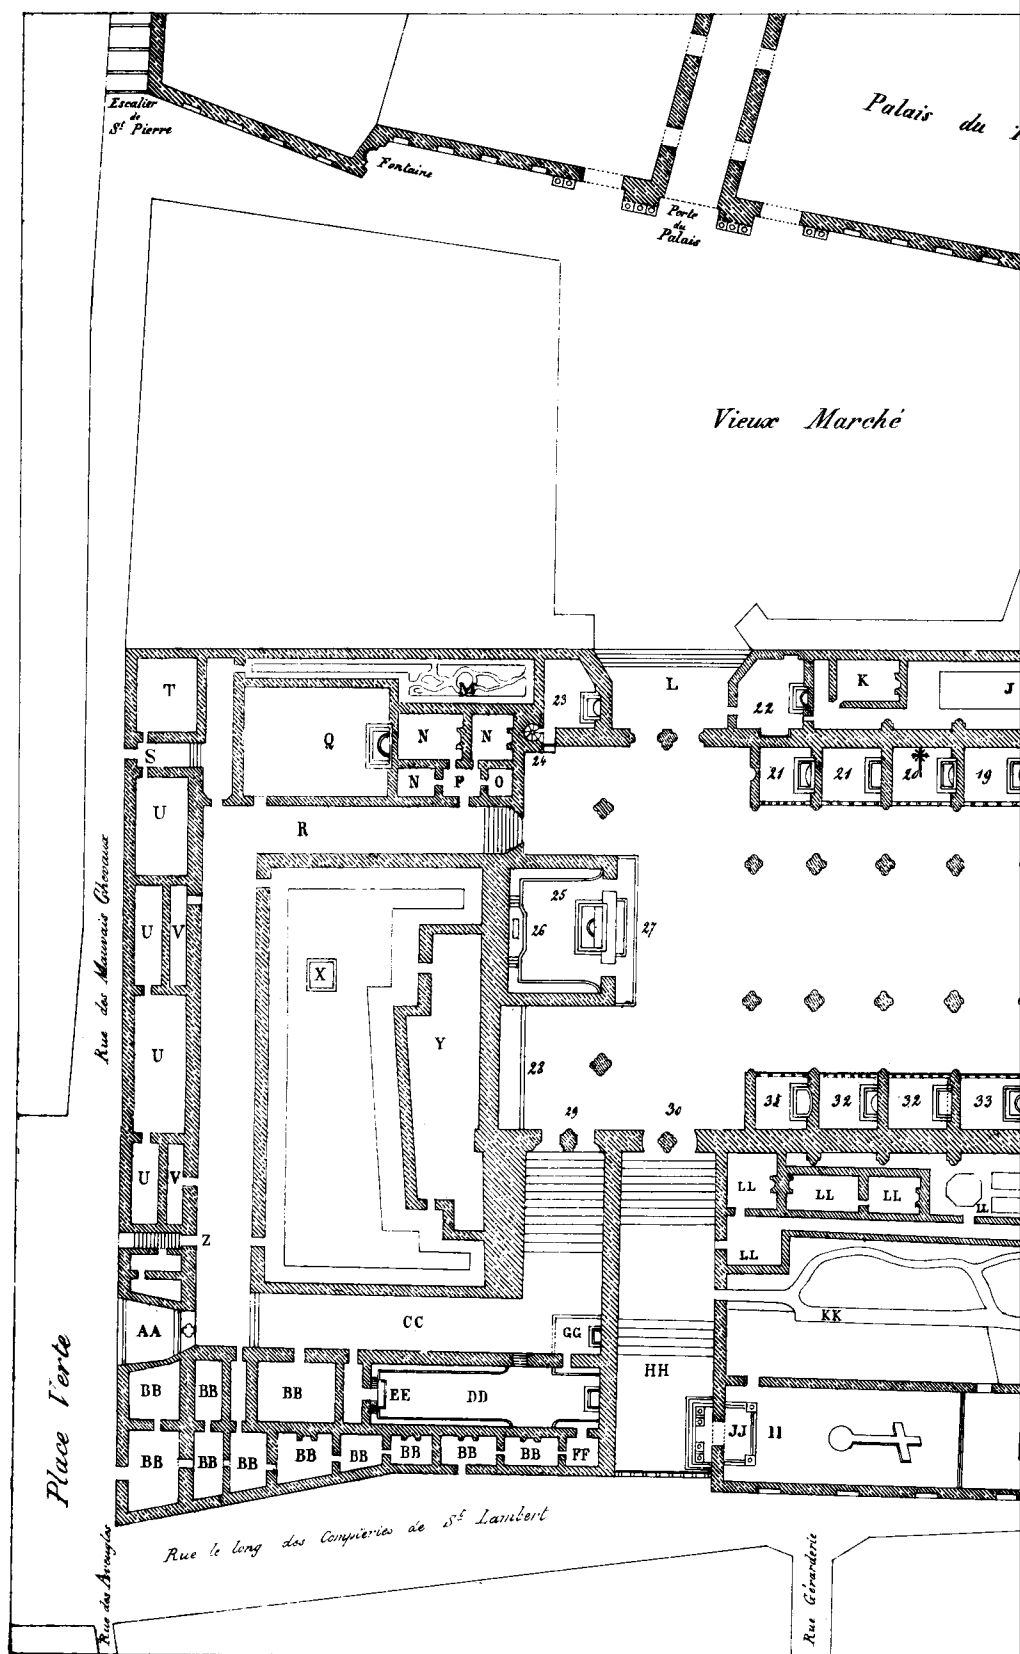 Escalier
de
St Pierre
Fontaine
Porte
du
Palais
Palais du
Vieux Marché
T
M
23
L
K
J
S
Q
N
N
22
24
N
P
O
21
21
20
19
U
R
Rue des Mauvais Chevaux
25
26
27
U
V
X
Y
U
28
29
30
31
32
32
33
U
V
LL
LL
LL
LL
Z
LL
AA
CC
GG
KK
HH
Place Verte
BB
BB
BB
EE
DD
JJ
II
BB
BB
BB
BB
BB
BB
BB
BB
FF
Rue le long des Compieries de St Lambert
Rue des Aveugles
Rue Gérarderie